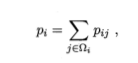 $p_i = \sum_{j \in \Omega_i} p_{ij}$ ,